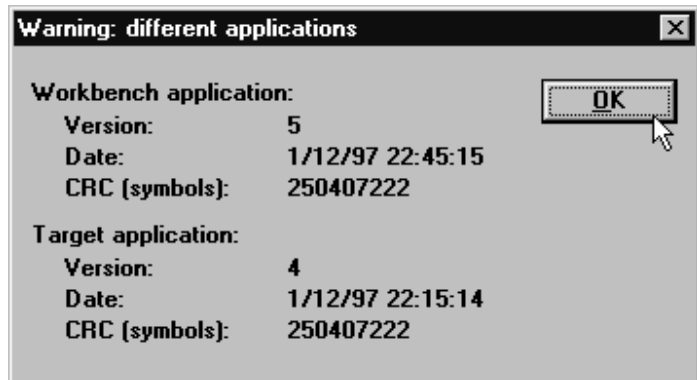 Warning: different applications
Workbench application:
OK
Version: 5
Date: 1/12/97 22:45:15
CRC (symbols): 250407222
Target application:
Version: 4
Date: 1/12/97 22:15:14
CRC (symbols): 250407222